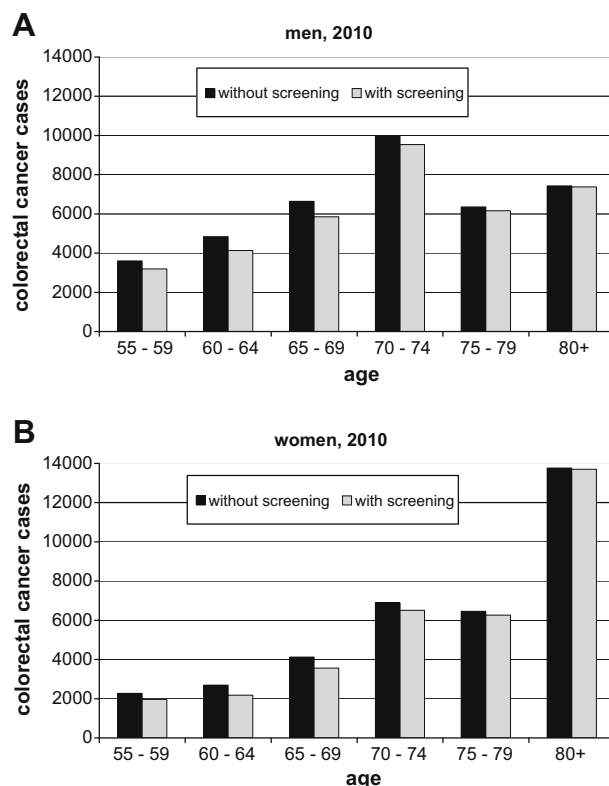 A
men, 2010
14000
without screening with screening
12000
10000
8000
6000
4000
2000
0
colorectal cancer cases
55 - 59 60 - 64 65 - 69 70 - 74 75 - 79 80+
age
B
women, 2010
14000
without screening with screening
12000
10000
8000
6000
4000
2000
0
colorectal cancer cases
55 - 59 60 - 64 65 - 69 70 - 74 75 - 79 80+
age